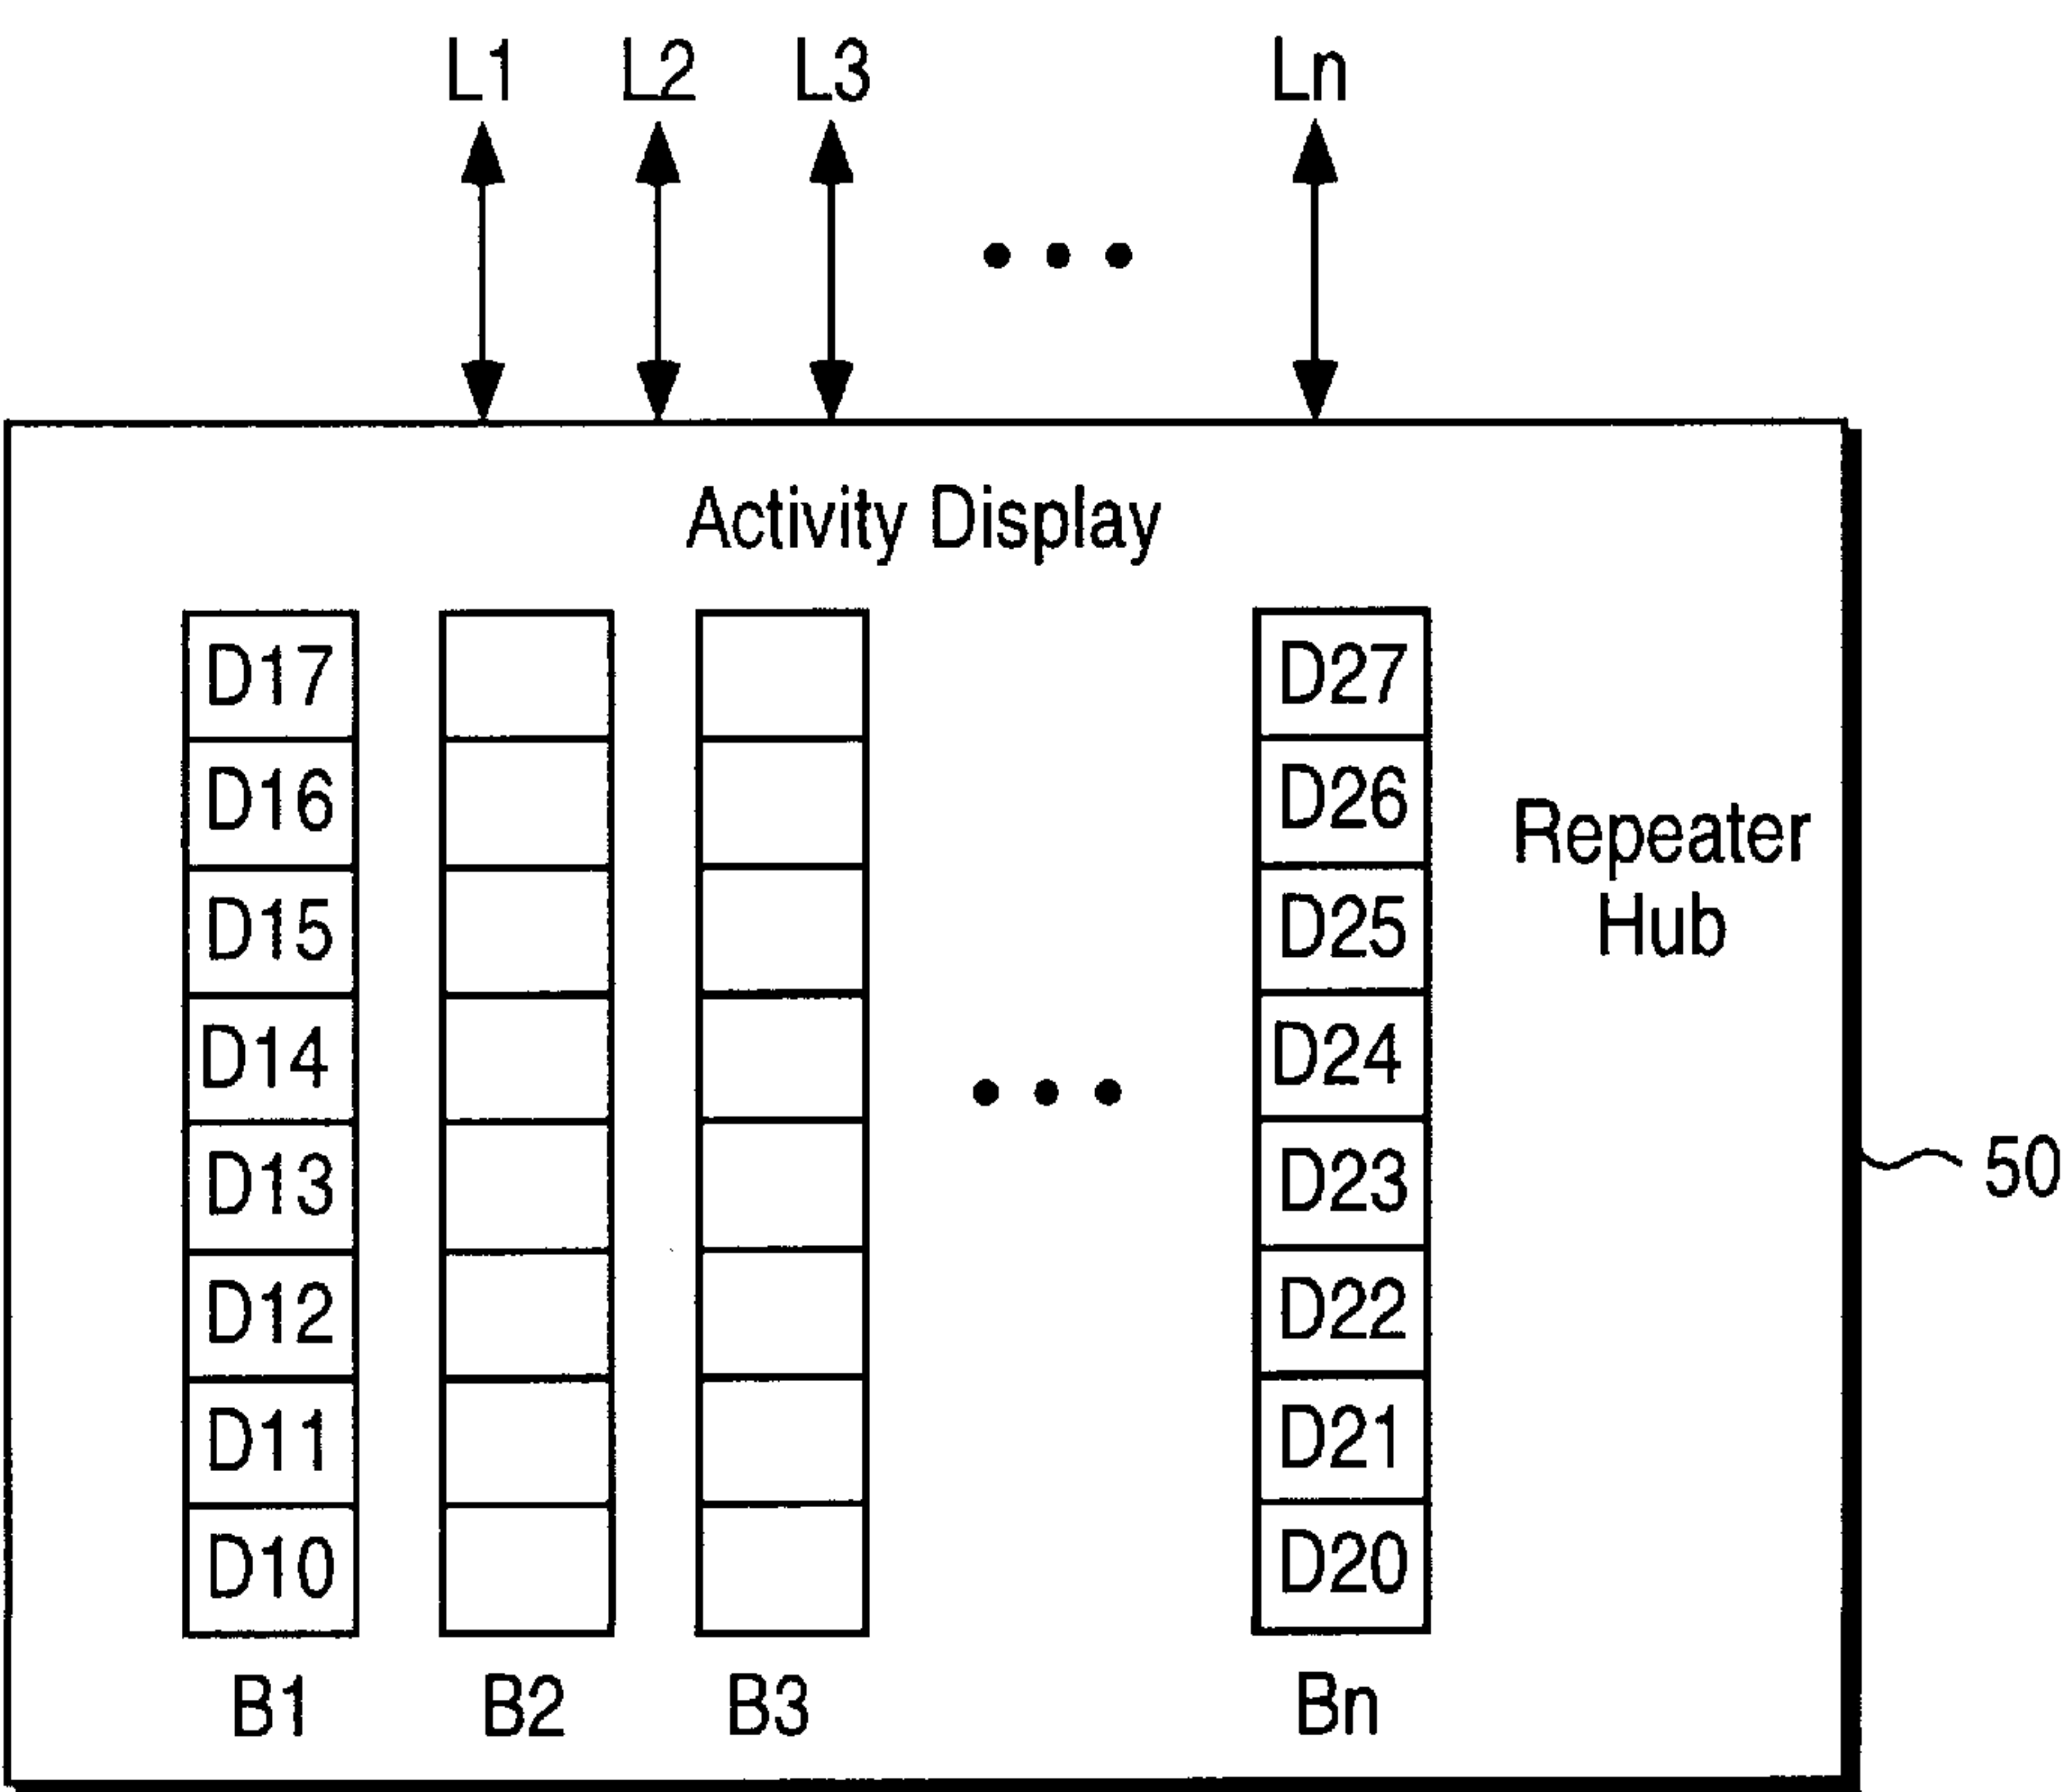 L1 L2 L3 Ln
Activity Display
D17 D27
D16 D26
Repeater
Hub
D15 D25
D14 D24
D13 D23
50
D12 D22
D11 D21
D10 D20
B1 B2 B3 Bn